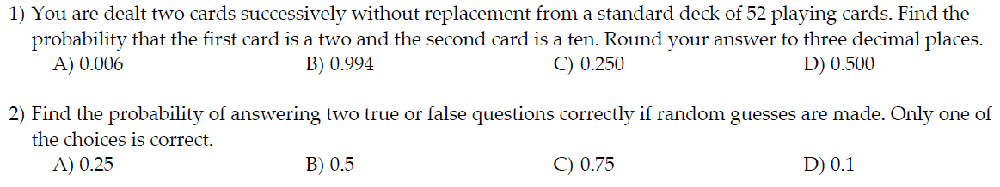 1) You are dealt two cards successively without replacement from a standard deck of 52 playing cards. Find the
probability that the first card is a two and the second card is a ten. Round your answer to three decimal places.
A) 0.006 B) 0.994 C) 0.250 D) 0.500
2) Find the probability of answering two true or false questions correctly if random guesses are made. Only one of
the choices is correct.
A) 0.25 B) 0.5 C) 0.75 D) 0.1